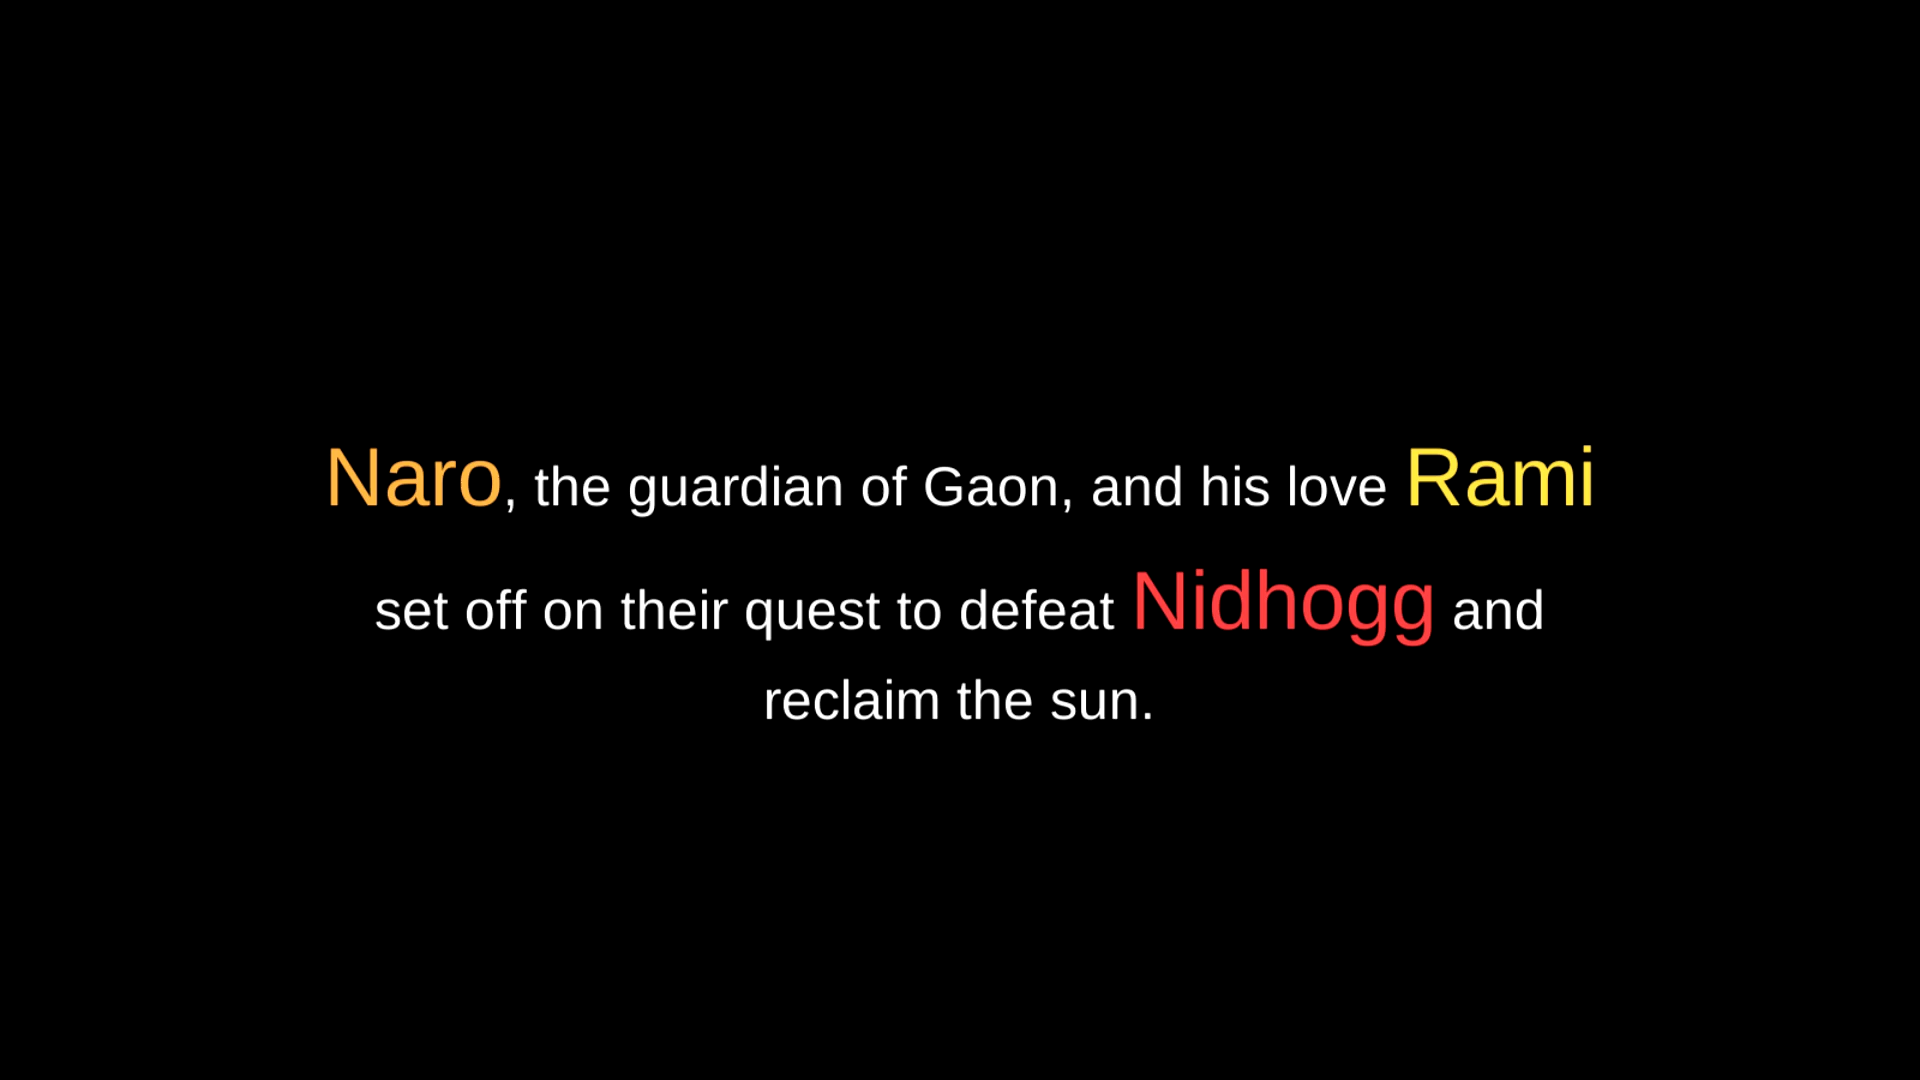 Naro, the guardian of Gaon, and his love Rami
set off on their quest to defeat Nidhogg and
reclaim the sun.